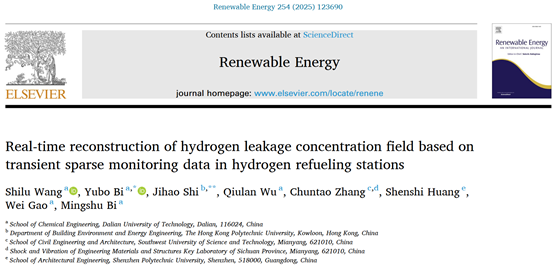 Renewable Energy 254 (2025) 123690
Contents lists available at ScienceDirect
Renewable Energy
journal homepage: www.elsevier.com/locate/renene
ELSEVIER
Renewable Energy
Real-time reconstruction of hydrogen leakage concentration field based on
transient sparse monitoring data in hydrogen refueling stations
Shilu Wang a, Yubo Bi a,*, Jihao Shi b,**, Qiulan Wu a, Chuntao Zhang c,d, Shenshi Huang e,
Wei Gao a, Mingshu Bi a
a School of Chemical Engineering, Dalian University of Technology, Dalian, 116024, China
b Department of Building Environment and Energy Engineering, The Hong Kong Polytechnic University, Kowloon, Hong Kong, China
c School of Civil Engineering and Architecture, Southwest University of Science and Technology, Mianyang, 621010, China
d Shock and Vibration of Engineering Materials and Structures Key Laboratory of Sichuan Province, Mianyang, 621010, China
e School of Architectural Engineering, Shenzhen Polytechnic University, Shenzhen, 518000, Guangdong, China